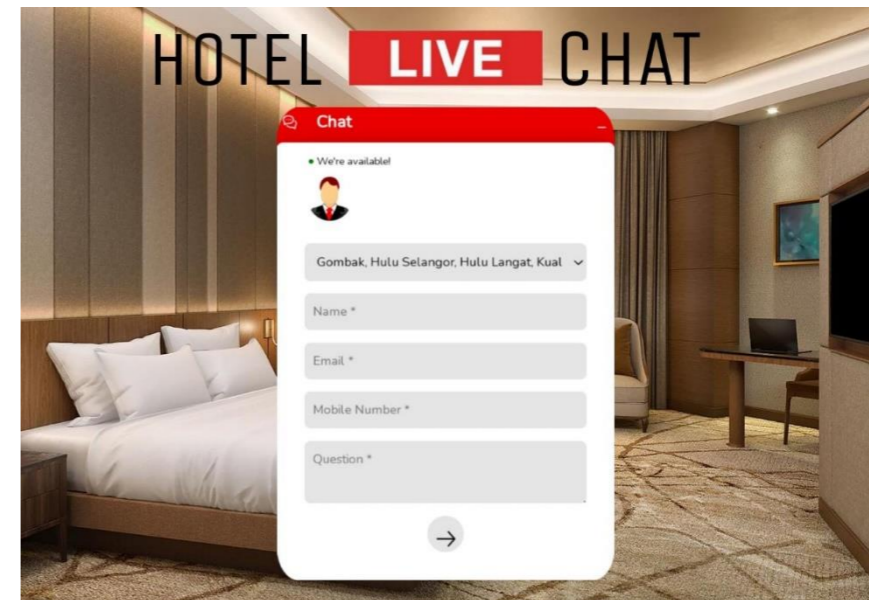 HOTEL LIVE CHAT
Chat
We're available!
Gombak, Hulu Selangor, Hulu Langat, Kual
Name *
Email *
Mobile Number *
Question *